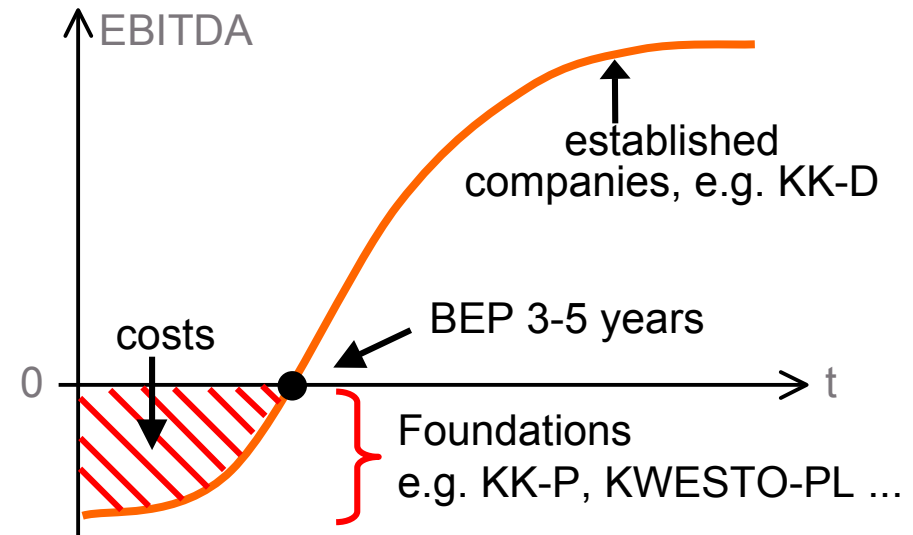 EBITDA
established
companies, e.g. KK-D
BEP 3-5 years
costs
0
t
Foundations
e.g. KK-P, KWESTO-PL ...